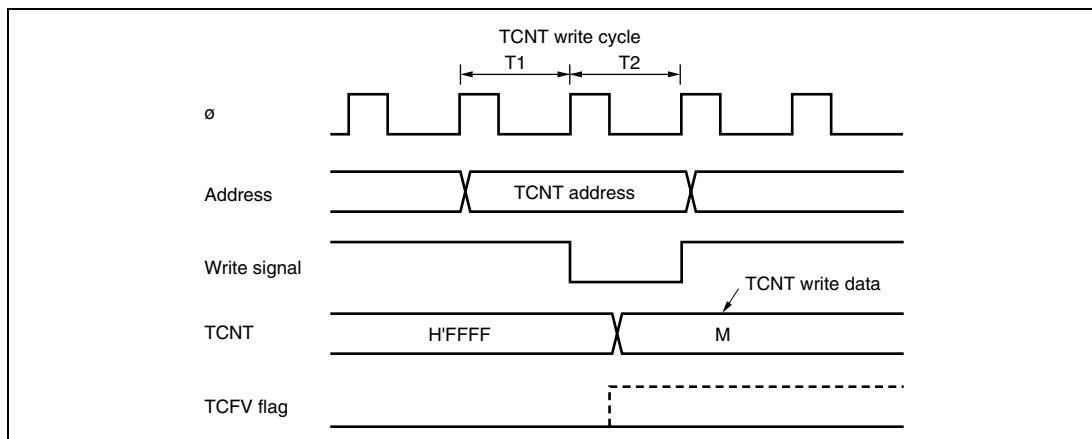 TCNT write cycle
T1 T2
ø
Address TCNT address
Write signal
TCNT write data
TCNT H'FFFF M
TCFV flag